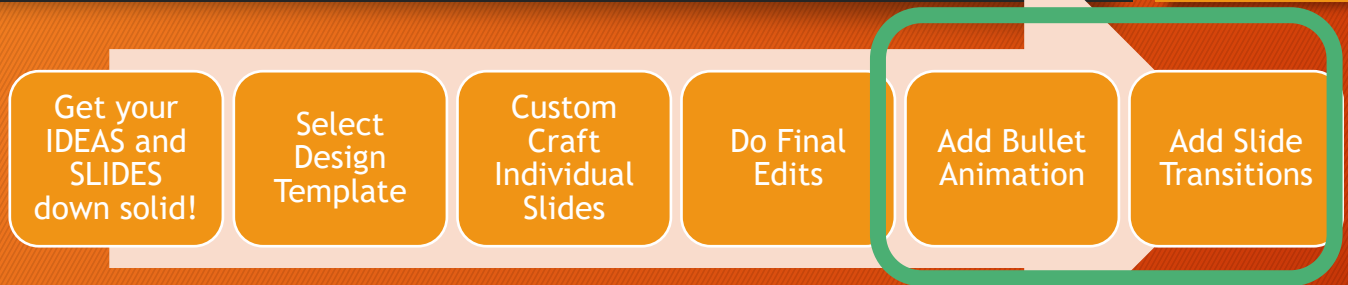 Get your
IDEAS and
SLIDES
down solid!
Select
Design
Template
Custom
Craft
Individual
Slides
Do Final
Edits
Add Bullet
Animation
Add Slide
Transitions